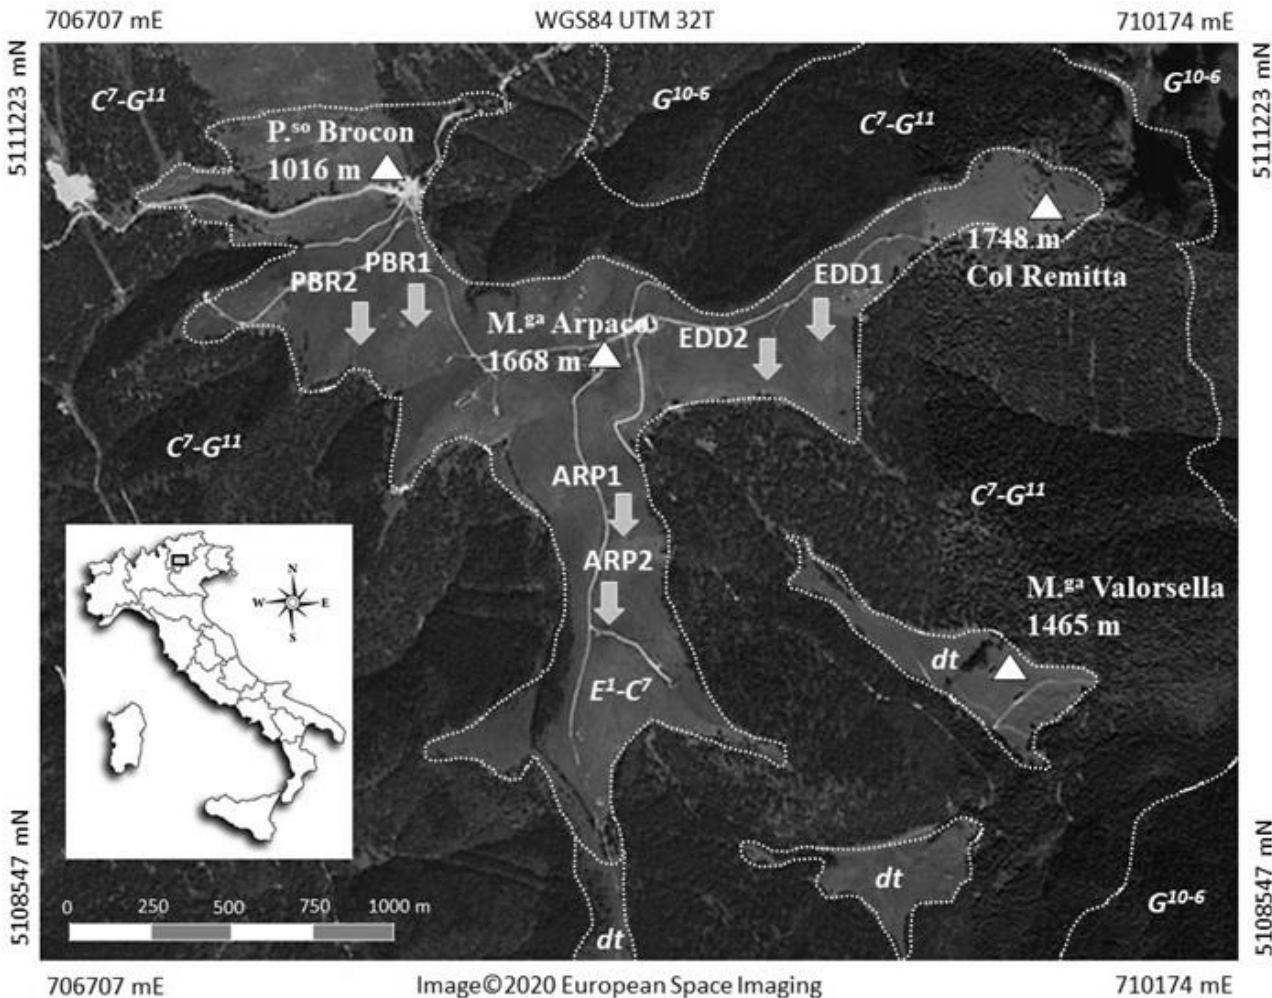 706707 mE
WGS84 UTM 32T
710174 mE
5111223 mN
5111223 mN
C⁷-G¹¹
G¹⁰⁻⁶
C⁷-G¹¹
G¹⁰⁻⁶
P.ˢᵒ Brocon
1016 m
1748 m
Col Remitta
PBR1
PBR2
EDD1
EDD2
M.ᵍᵃ Arpaco
1668 m
C⁷-G¹¹
ARP1
C⁷-G¹¹
ARP2
M.ᵍᵃ Valorsella
1465 m
dt
E¹-C⁷
N
W
E
S
dt
G¹⁰⁻⁶
dt
0
250
500
750
1000 m
5108547 mN
5108547 mN
706707 mE
Image©2020 European Space Imaging
710174 mE